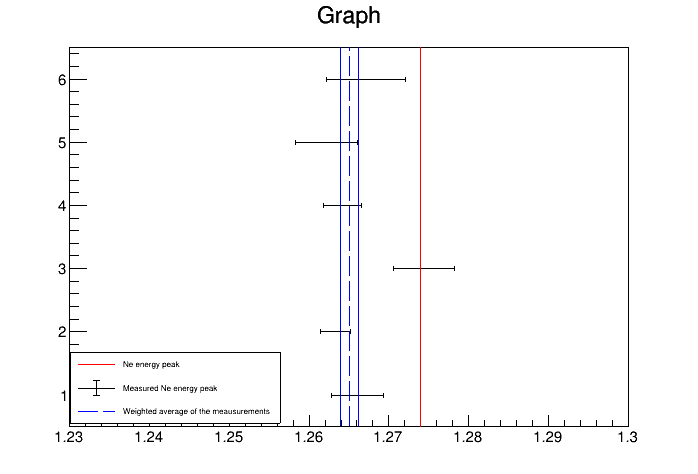 Graph
6
5
4
3
2
1
Ne energy peak
Measured Ne energy peak
Weighted average of the meausurements
1.23 1.24 1.25 1.26 1.27 1.28 1.29 1.3